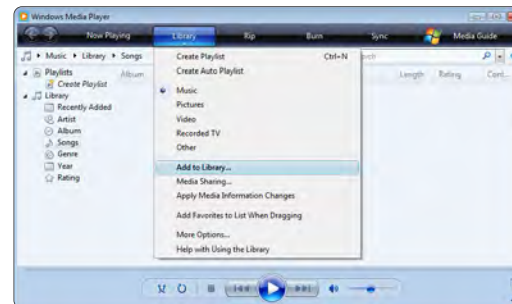 Windows Media Player
Now Playing Library Rip Burn Sync Media Guide
Music Library Songs
Playlists
Create Playlist
Library
Recently Added
Artist
Album
Songs
Genre
Year
Rating
Album
Create Playlist Ctrl+N
Create Auto Playlist
Music
Pictures
Video
Recorded TV
Other
Add to Library...
Media Sharing...
Apply Media Information Changes
Add Favorites to List When Dragging
More Options...
Help with Using the Library
Length Rating